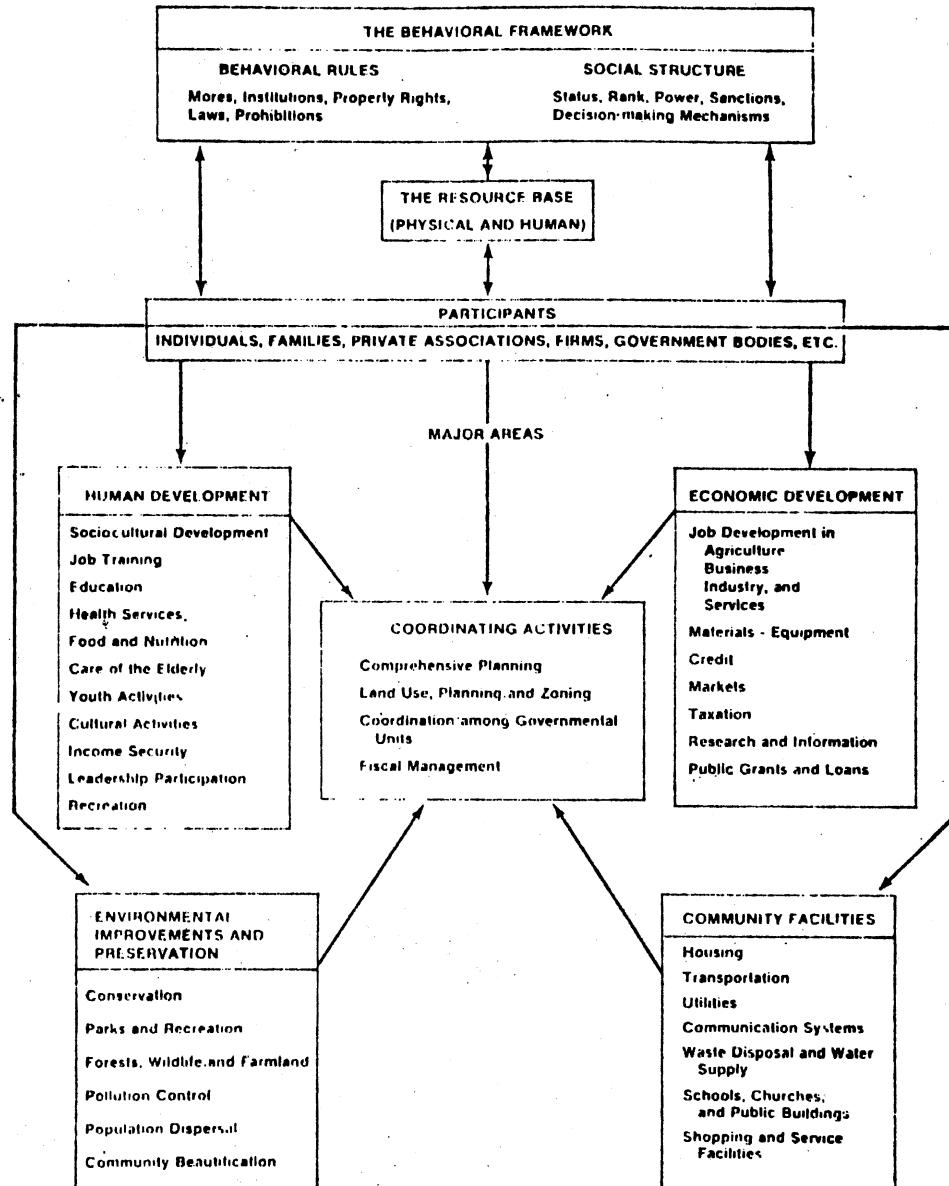 THE BEHAVIORAL FRAMEWORK
BEHAVIORAL RULES
Mores, Institutions, Property Rights,
Laws, Prohibitions
SOCIAL STRUCTURE
Status, Rank, Power, Sanctions,
Decision-making Mechanisms
THE RESOURCE BASE
(PHYSICAL AND HUMAN)
PARTICIPANTS
INDIVIDUALS, FAMILIES, PRIVATE ASSOCIATIONS, FIRMS, GOVERNMENT BODIES, ETC.
MAJOR AREAS
HUMAN DEVELOPMENT
Sociocultural Development
Job Training
Education
Health Services
Food and Nutrition
Care of the Elderly
Youth Activities
Cultural Activities
Income Security
Leadership Participation
Recreation
COORDINATING ACTIVITIES
Comprehensive Planning
Land Use, Planning and Zoning
Coordination among Governmental
Units
Fiscal Management
ECONOMIC DEVELOPMENT
Job Development in
Agriculture
Business
Industry, and
Services
Materials - Equipment
Credit
Markets
Taxation
Research and Information
Public Grants and Loans
ENVIRONMENTAL
IMPROVEMENTS AND
PRESERVATION
Conservation
Parks and Recreation
Forests, Wildlife and Farmland
Pollution Control
Population Dispersal
Community Beautification
COMMUNITY FACILITIES
Housing
Transportation
Utilities
Communication Systems
Waste Disposal and Water
Supply
Schools, Churches,
and Public Buildings
Shopping and Service
Facilities